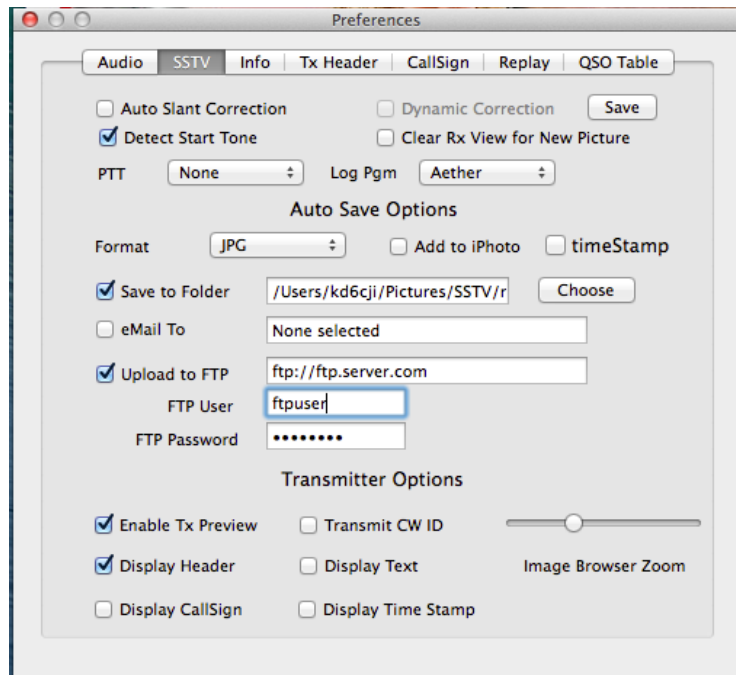 Preferences
Audio SSTV Info Tx Header CallSign Replay QSO Table
Auto Slant Correction Dynamic Correction Save
Detect Start Tone Clear Rx View for New Picture
PTT None Log Pgm Aether
Auto Save Options
Format JPG Add to iPhoto timeStamp
Save to Folder /Users/kd6cji/Pictures/SSTV/r Choose
eMail To None selected
Upload to FTP ftp://ftp.server.com
FTP User ftpuser
FTP Password ••••••••
Transmitter Options
Enable Tx Preview Transmit CW ID
Display Header Display Text Image Browser Zoom
Display CallSign Display Time Stamp